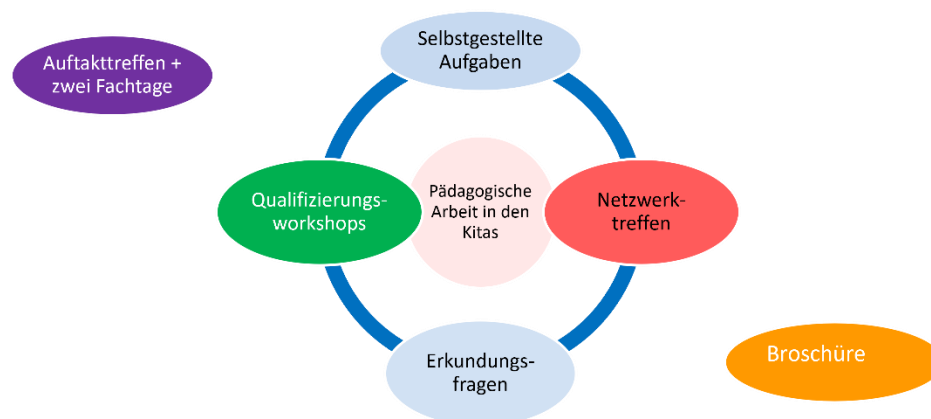 Selbstgestellte
Aufgaben
Auftakttreffen +
zwei Fachtage
Qualifizierungs-
workshops
Pädagogische
Arbeit in den
Kitas
Netzwerk-
treffen
Erkundungs-
fragen
Broschüre